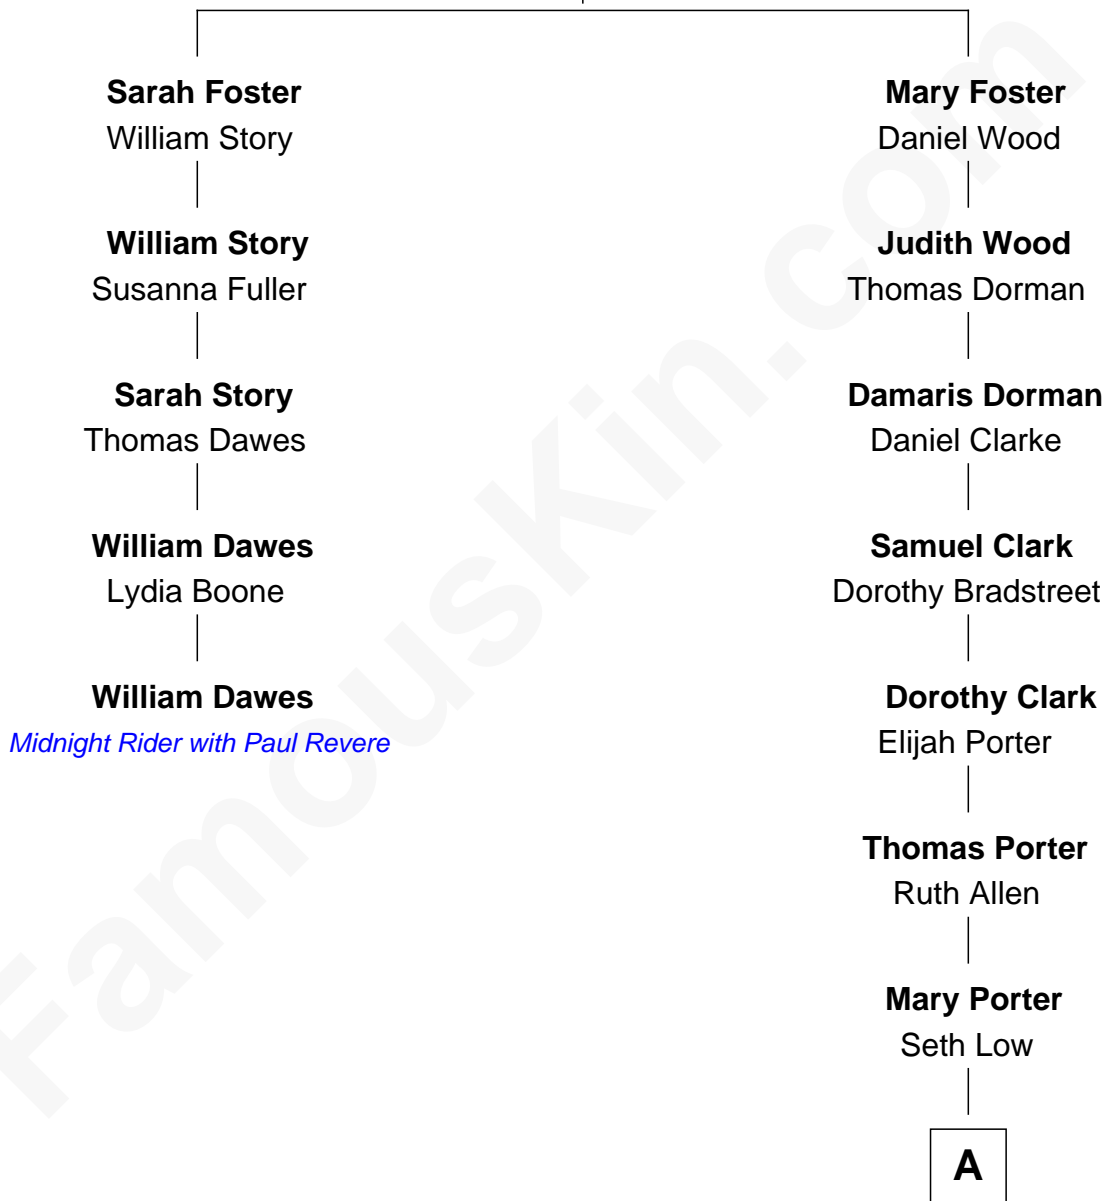 Sarah Foster
William Story
William Story
Susanna Fuller
Sarah Story
Thomas Dawes
William Dawes
Lydia Boone
William Dawes
Midnight Rider with Paul Revere
Mary Foster
Daniel Wood
Judith Wood
Thomas Dorman
Damaris Dorman
Daniel Clarke
Samuel Clark
Dorothy Bradstreet
Dorothy Clark
Elijah Porter
Thomas Porter
Ruth Allen
Mary Porter
Seth Low
A
FamousKin.com